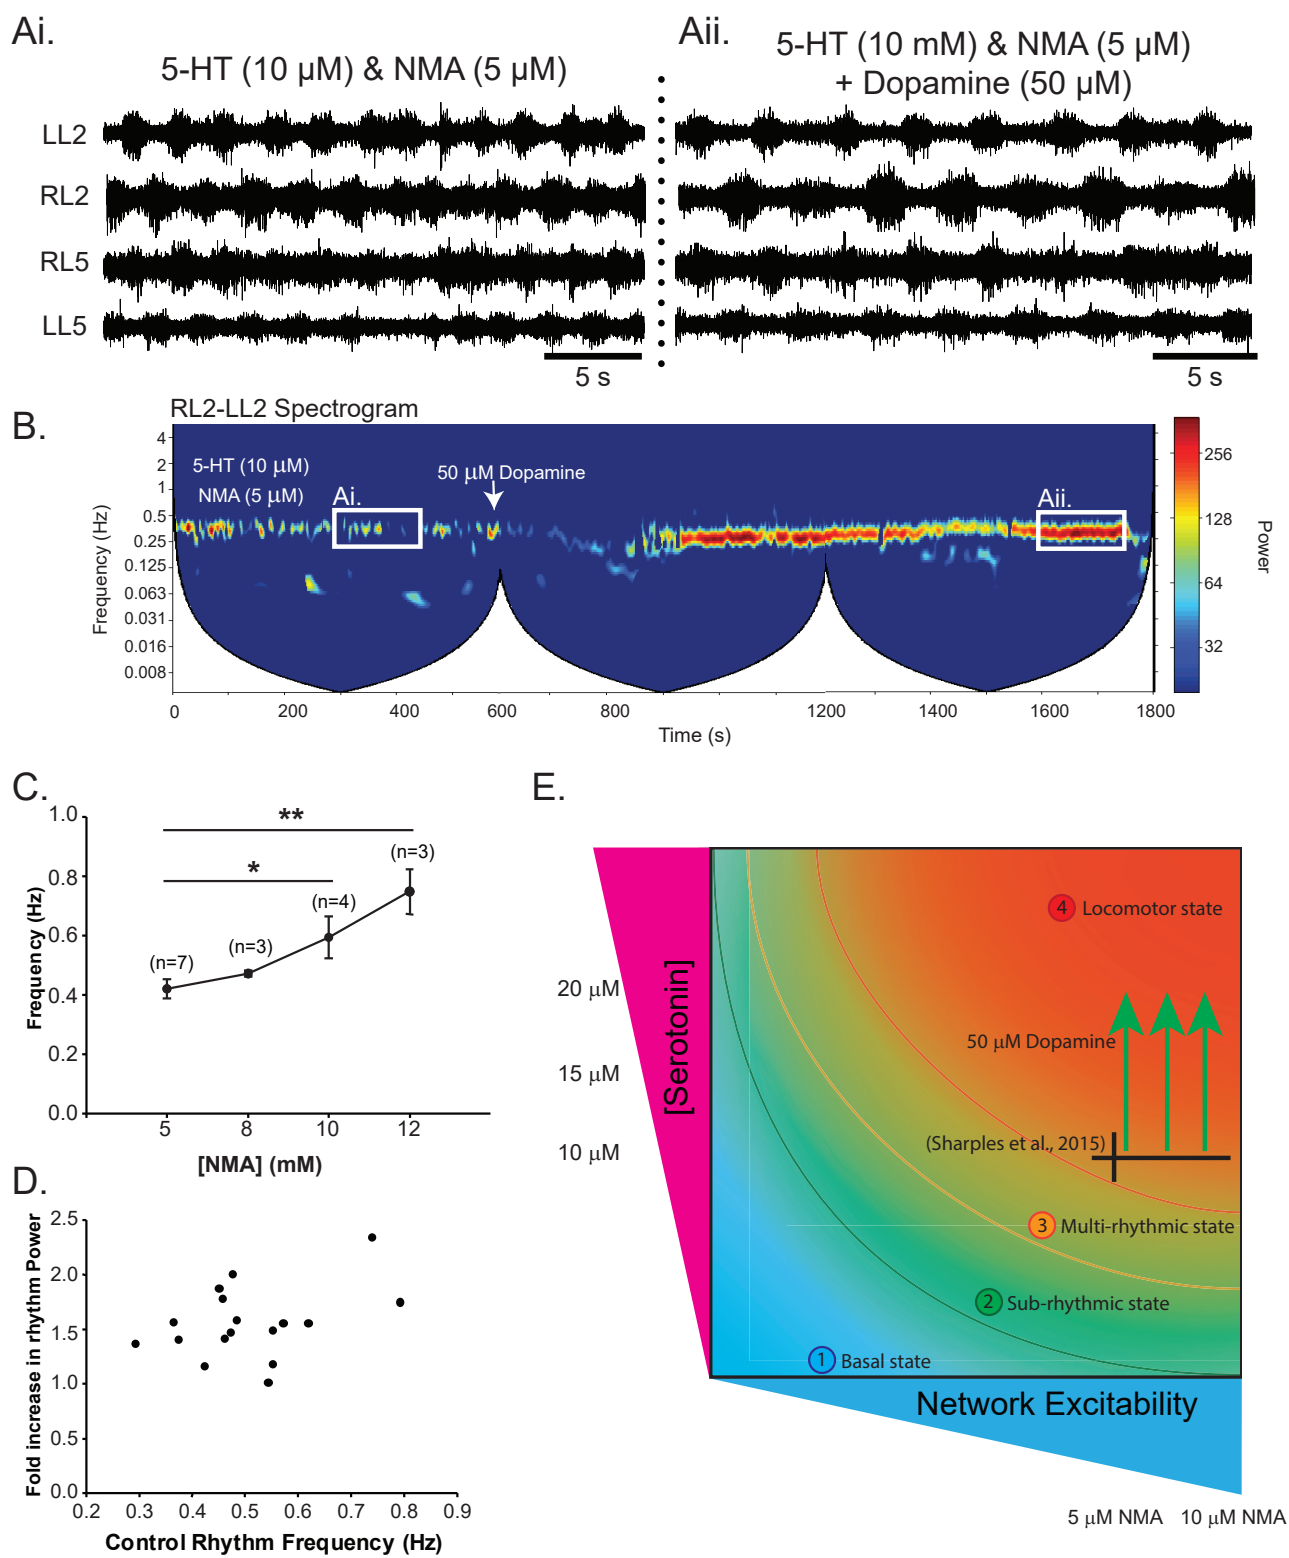 Ai.
5-HT (10 µM) & NMA (5 µM)
Aii.
5-HT (10 mM) & NMA (5 µM)
+ Dopamine (50 µM)
LL2
RL2
RL5
LL5
5 s
5 s
B.
RL2-LL2 Spectrogram
5-HT (10 µM)
NMA (5 µM)
Ai.
50 µM Dopamine
Aii.
4
2
1
0.5
0.25
0.125
0.063
0.031
0.016
0.008
Frequency (Hz)
0
200
400
600
800
1200
1400
1600
1800
Time (s)
256
128
64
32
Power
C.
1.0
0.8
0.6
0.4
0.2
0.0
Frequency (Hz)
**
*
(n=7)
(n=3)
(n=4)
(n=3)
5
8
10
12
[NMA] (mM)
D.
2.5
2.0
1.5
1.0
0.5
0.0
Fold increase in rhythm Power
0.2
0.3
0.4
0.5
0.6
0.7
0.8
0.9
Control Rhythm Frequency (Hz)
E.
[Serotonin]
20 µM
15 µM
10 µM
4 Locomotor state
50 µM Dopamine
(Sharples et al., 2015)
3 Multi-rhythmic state
2 Sub-rhythmic state
1 Basal state
Network Excitability
5 µM NMA
10 µM NMA